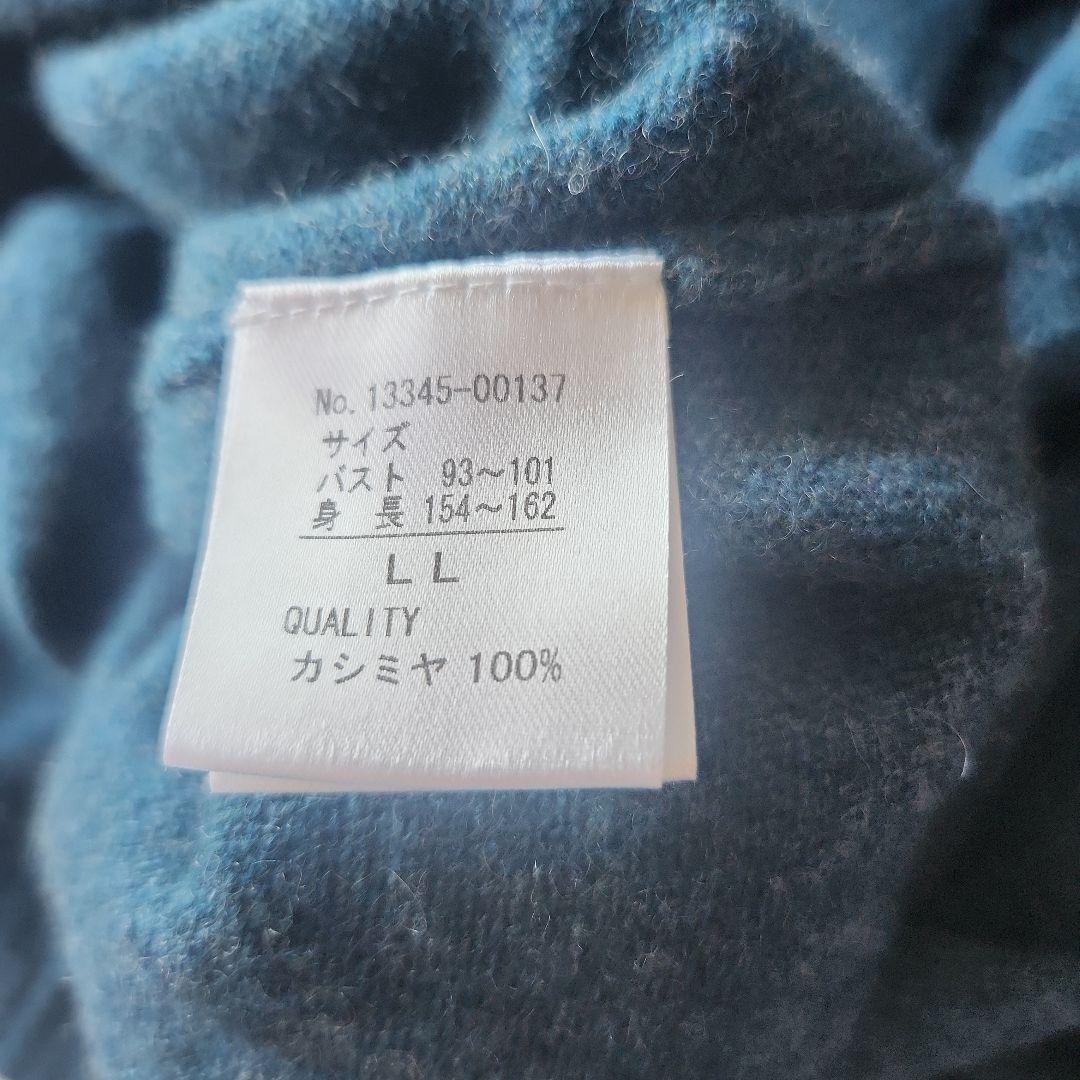 No. 13345-00137
サイズ
バスト 93～101
身長 154～162
LL
QUALITY
カシミヤ 100%